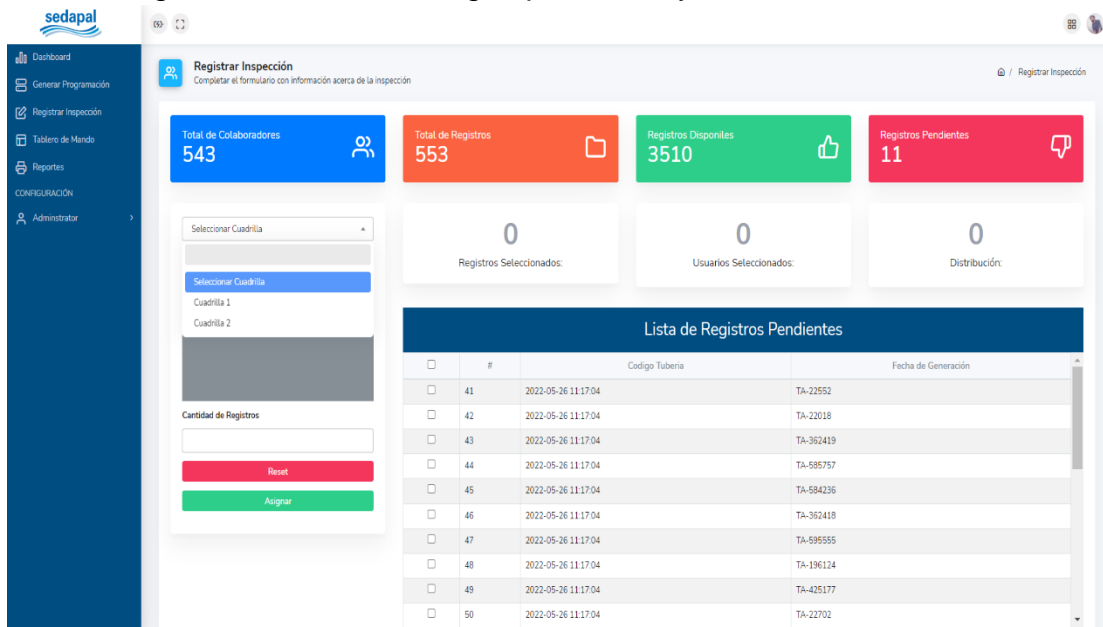 sedapal
Dashboard
Generar Programación
Registrar Inspección
Tablero de Mando
Reportes
CONFIGURACIÓN
Adminstrator
Registrar Inspección
Completar el formulario con información acerca de la inspección
/ Registrar Inspección
Total de Colaboradores
543
Total de Registros
553
Registros Disponiles
3510
Registros Pendientes
11
Seleccionar Cuadrilla
Seleccionar Cuadrilla
Cuadrilla 1
Cuadrilla 2
Cantidad de Registros
Reset
Asignar
0
Registros Seleccionados:
0
Usuarios Seleccionados:
0
Distribución:
Lista de Registros Pendientes
# Codigo Tuberia Fecha de Generación
41 2022-05-26 11:17:04 TA-22552
42 2022-05-26 11:17:04 TA-22018
43 2022-05-26 11:17:04 TA-362419
44 2022-05-26 11:17:04 TA-585757
45 2022-05-26 11:17:04 TA-584236
46 2022-05-26 11:17:04 TA-362418
47 2022-05-26 11:17:04 TA-595555
48 2022-05-26 11:17:04 TA-196124
49 2022-05-26 11:17:04 TA-425177
50 2022-05-26 11:17:04 TA-22702